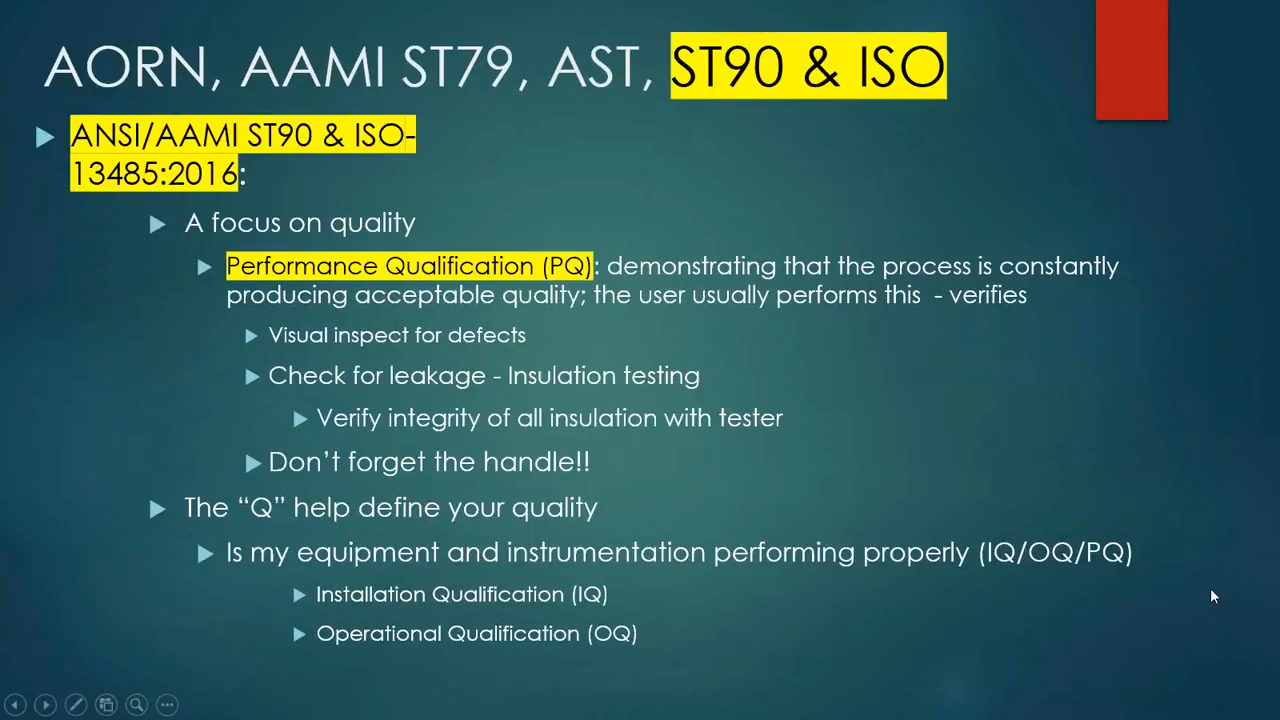 AORN, AAMI ST79, AST, ST90 & ISO
ANSI/AAMI ST90 & ISO-
13485:2016:
A focus on quality
Performance Qualification (PQ): demonstrating that the process is constantly
producing acceptable quality; the user usually performs this - verifies
Visual inspect for defects
Check for leakage - Insulation testing
Verify integrity of all insulation with tester
Don’t forget the handle!!
The “Q” help define your quality
Is my equipment and instrumentation performing properly (IQ/OQ/PQ)
Installation Qualification (IQ)
Operational Qualification (OQ)